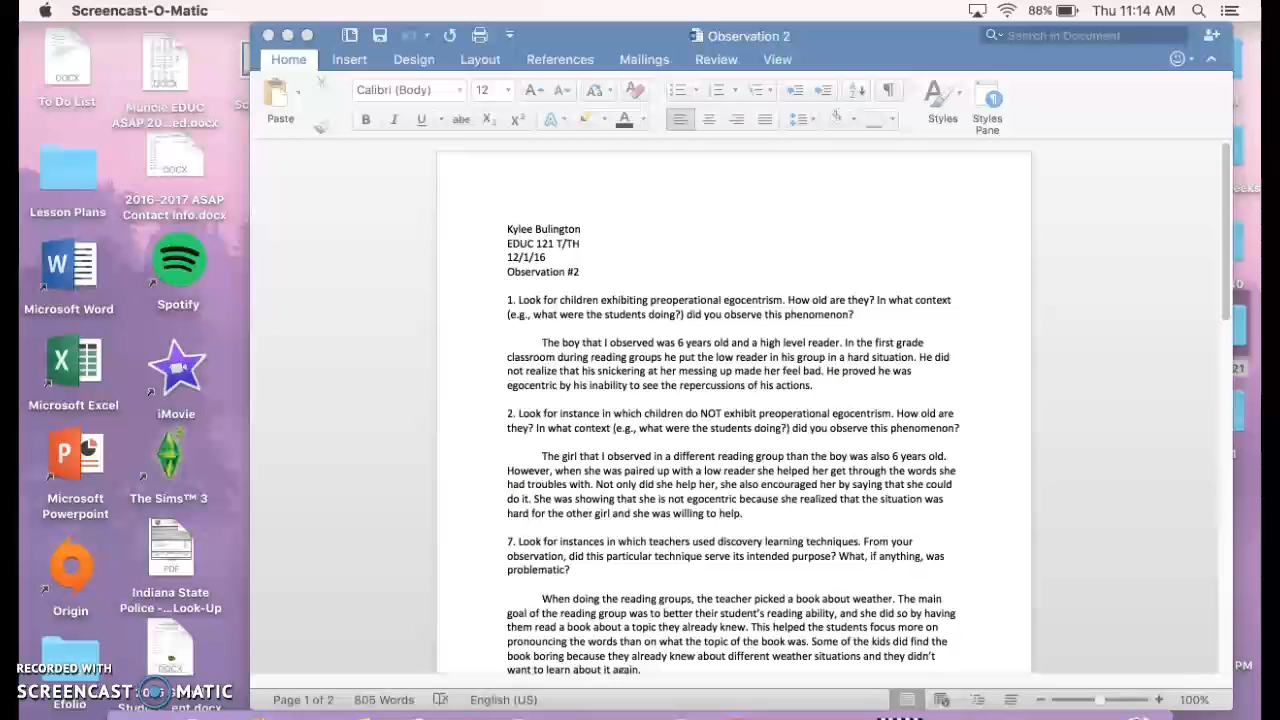 Screencast-O-Matic
88%
Thu 11:14 AM
Observation 2
Search in Document
Home
Insert
Design
Layout
References
Mailings
Review
View
Paste
Calibri (Body)
12
Styles
Styles
Pane
DOCX
To Do List
DOCX
Muncie EDUC
ASAP 20...ed.docx
Lesson Plans
DOCX
2016-2017 ASAP
Contact Info.docx
Microsoft Word
Spotify
Microsoft Excel
iMovie
Microsoft
Powerpoint
The Sims™ 3
Origin
PDF
Indiana State
Police -...Look-Up
DOCX
Efolio
RECORDED WITH
SCREENCAST-O-MATIC
Kylee Bulington
EDUC 121 T/TH
12/1/16
Observation #2
1. Look for children exhibiting preoperational egocentrism. How old are they? In what context
(e.g., what were the students doing?) did you observe this phenomenon?
The boy that I observed was 6 years old and a high level reader. In the first grade
classroom during reading groups he put the low reader in his group in a hard situation. He did
not realize that his snickering at her messing up made her feel bad. He proved he was
egocentric by his inability to see the repercussions of his actions.
2. Look for instance in which children do NOT exhibit preoperational egocentrism. How old are
they? In what context (e.g., what were the students doing?) did you observe this phenomenon?
The girl that I observed in a different reading group than the boy was also 6 years old.
However, when she was paired up with a low reader she helped her get through the words she
had troubles with. Not only did she help her, she also encouraged her by saying that she could
do it. She was showing that she is not egocentric because she realized that the situation was
hard for the other girl and she was willing to help.
7. Look for instances in which teachers used discovery learning techniques. From your
observation, did this particular technique serve its intended purpose? What, if anything, was
problematic?
When doing the reading groups, the teacher picked a book about weather. The main
goal of the reading group was to better their student's reading ability, and she did so by having
them read a book about a topic they already knew. This helped the students focus more on
pronouncing the words than on what the topic of the book was. Some of the kids did find the
book boring because they already knew about different weather situations and they didn't
want to learn about it again.
Page 1 of 2
805 Words
English (US)
100%